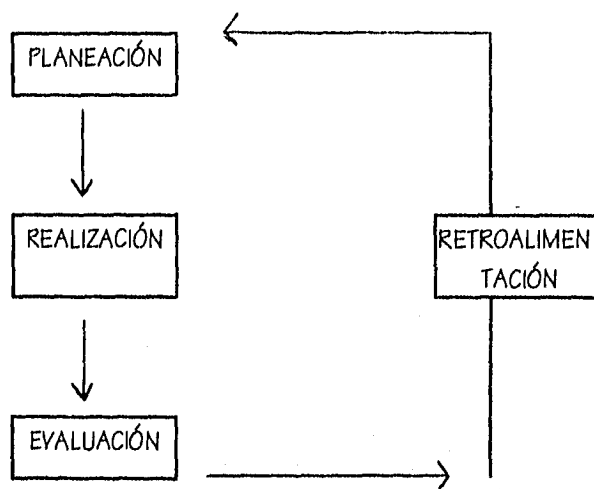 PLANEACIÓN
REALIZACIÓN
RETROALIMEN
TACIÓN
EVALUACIÓN